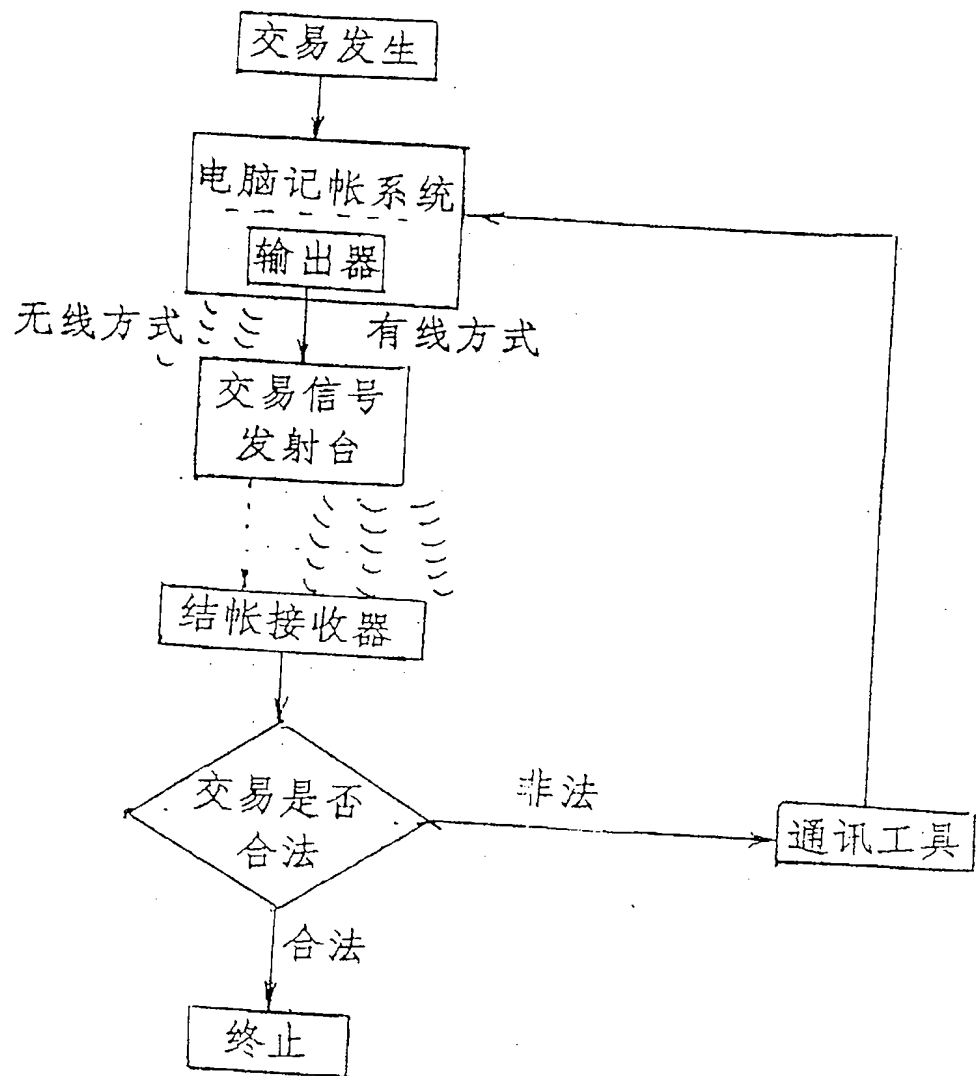 交易发生
电脑记帐系统
输出器
无线方式
有线方式
交易信号
发射台
结帐接收器
交易是否
合法
非法
通讯工具
合法
终止